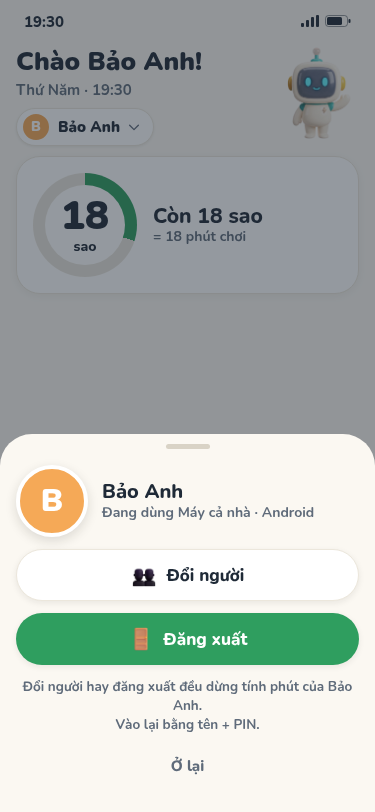 19:30
Chào Bảo Anh!
Thứ Năm · 19:30
B Bảo Anh
18
sao
Còn 18 sao
= 18 phút chơi
B
Bảo Anh
Đang dùng Máy cả nhà · Android
Đổi người
Đăng xuất
Đổi người hay đăng xuất đều dừng tính phút của Bảo
Anh.
Vào lại bằng tên + PIN.
Ở lại